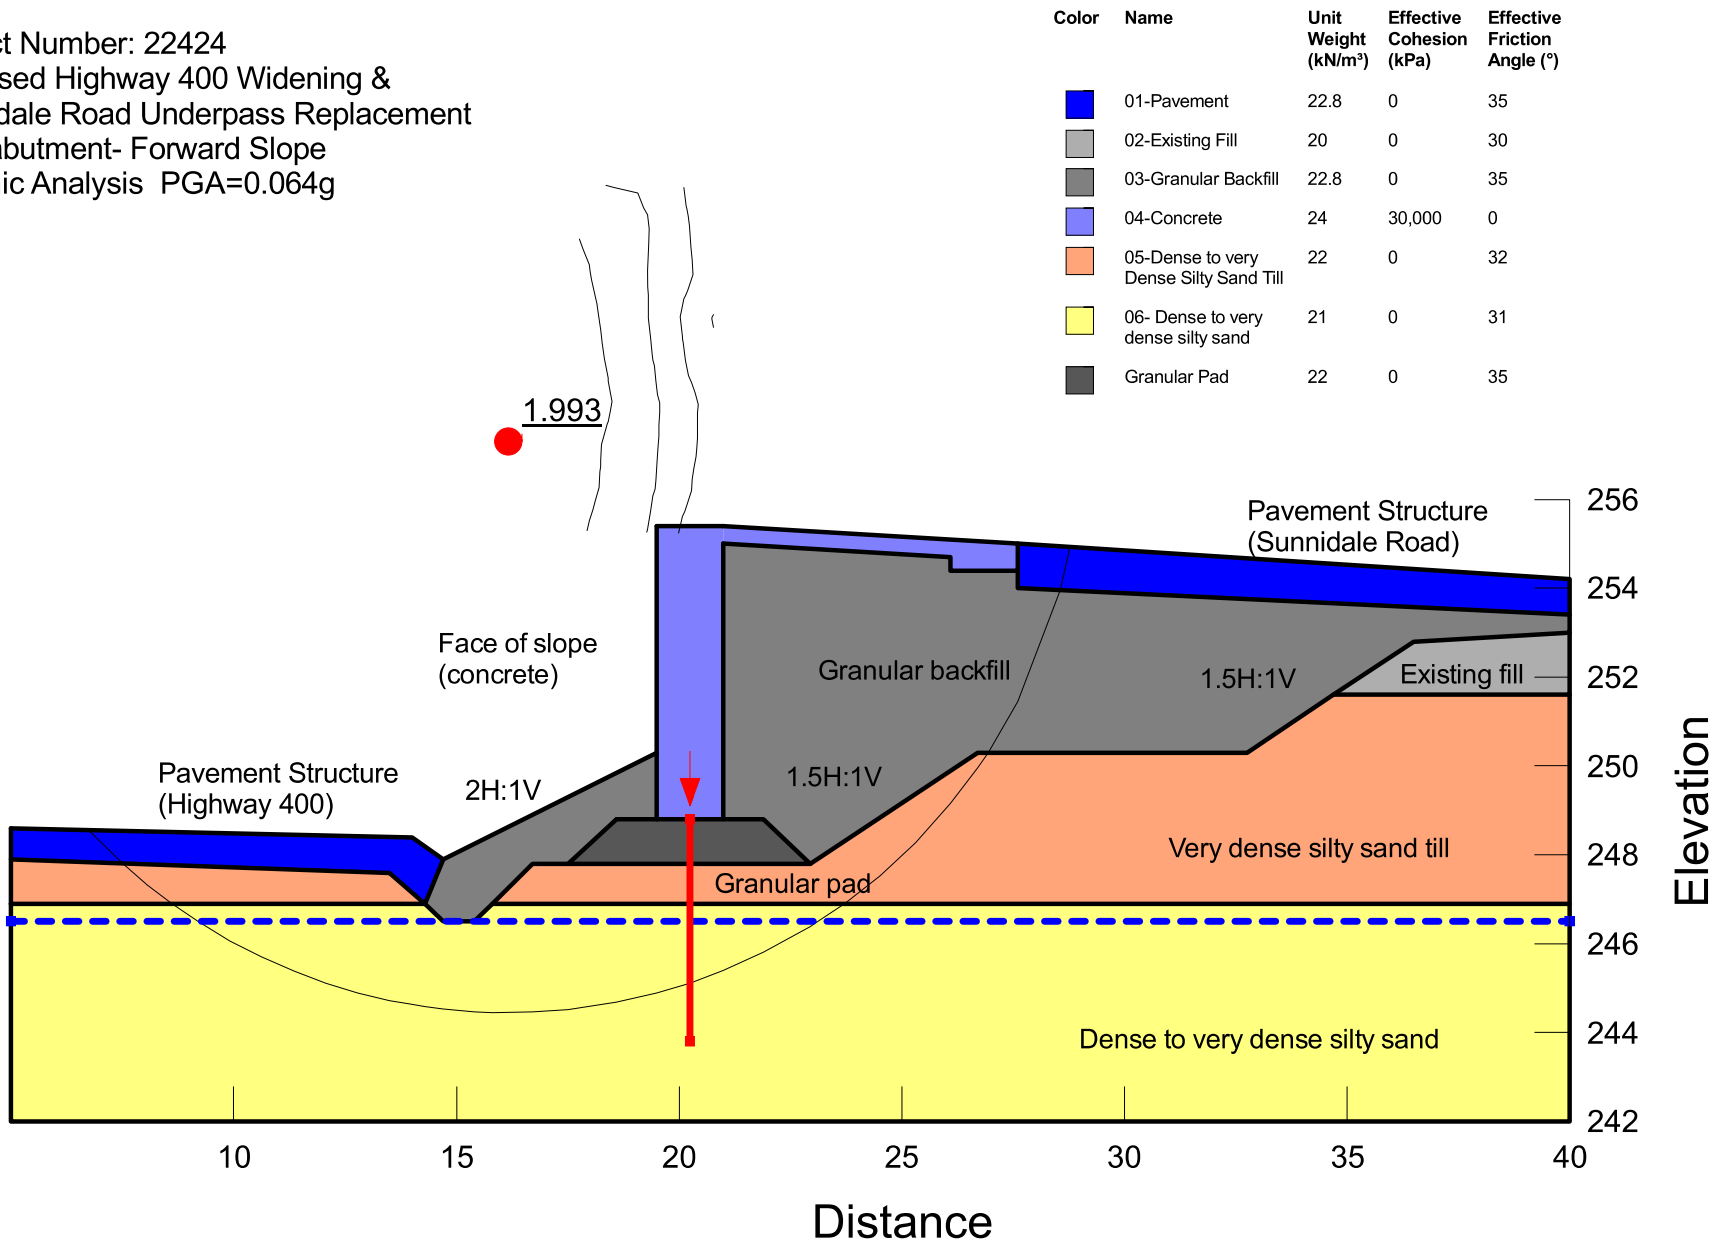 ct Number: 22424
sed Highway 400 Widening &
dale Road Underpass Replacement
abutment- Forward Slope
ic Analysis PGA=0.064g
Color Name Unit Weight (kN/m³) Effective Cohesion (kPa) Effective Friction Angle (°)
01-Pavement 22.8 0 35
02-Existing Fill 20 0 30
03-Granular Backfill 22.8 0 35
04-Concrete 24 30,000 0
05-Dense to very 22 0 32
Dense Silty Sand Till
06- Dense to very 21 0 31
dense silty sand
Granular Pad 22 0 35
1.993
Pavement Structure
(Sunnidale Road)
Face of slope
(concrete)
Granular backfill
1.5H:1V
Existing fill
Pavement Structure
(Highway 400)
2H:1V
1.5H:1V
Very dense silty sand till
Granular pad
Dense to very dense silty sand
256
254
252
250
248
246
244
242
Elevation
10 15 20 25 30 35 40
Distance